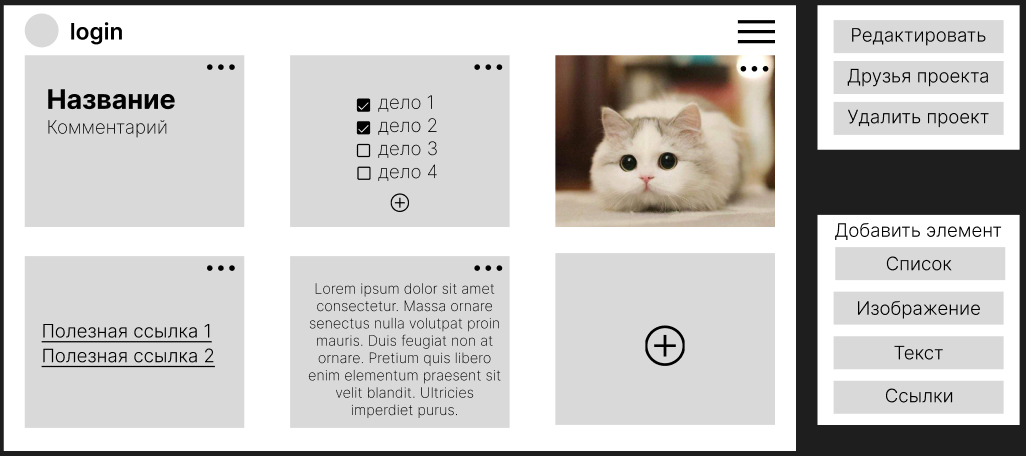 login
Название
Комментарий
дело 1
дело 2
дело 3
дело 4
Полезная ссылка 1
Полезная ссылка 2
Lorem ipsum dolor sit amet
consectetur. Massa ornare
senectus nulla volutpat proin
mauris. Duis feugiat non at
ornare. Pretium quis libero
enim elementum praesent sit
velit blandit. Ultricies
imperdiet purus.
Редактировать
Друзья проекта
Удалить проект
Добавить элемент
Список
Изображение
Текст
Ссылки